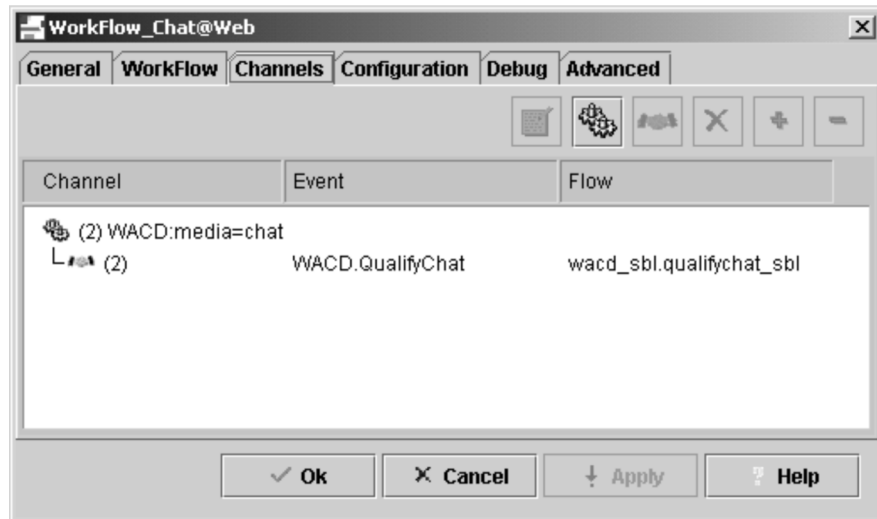 WorkFlow_Chat@Web
General WorkFlow Channels Configuration Debug Advanced
Channel Event Flow
(2) WACD:media=chat
(2) WACD.QualifyChat wacd_sbl.qualifychat_sbl
Ok Cancel Apply Help